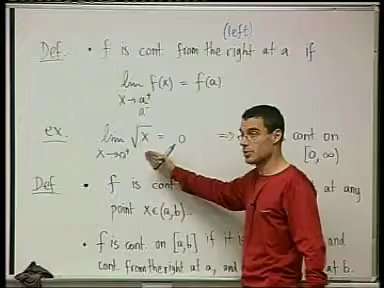 (left)
Def. • f is cont. from the right at a if
lim f(x) = f(a)
x→a⁺
a⁻
ex. lim √x = 0 ⇒ cont on
x→a⁺ [0, ∞)
Def • f is cont at any
point x∈(a,b).
• f is cont. on [a,b] if it is and
cont. from the right at a, and at b.